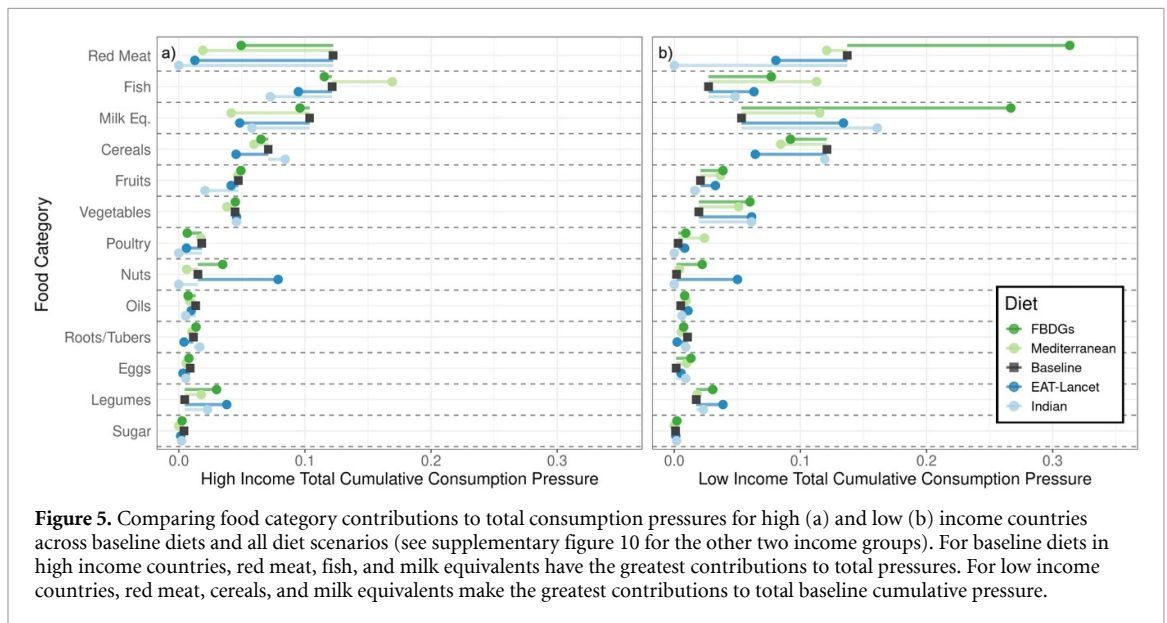 a)
b)
Food Category
Red Meat
Fish
Milk Eq.
Cereals
Fruits
Vegetables
Poultry
Nuts
Oils
Roots/Tubers
Eggs
Legumes
Sugar
0.0 0.1 0.2 0.3
0.0 0.1 0.2 0.3
High Income Total Cumulative Consumption Pressure
Low Income Total Cumulative Consumption Pressure
Diet
FBDGs
Mediterranean
Baseline
EAT-Lancet
Indian
Figure 5. Comparing food category contributions to total consumption pressures for high (a) and low (b) income countries
across baseline diets and all diet scenarios (see supplementary figure 10 for the other two income groups). For baseline diets in
high income countries, red meat, fish, and milk equivalents have the greatest contributions to total pressures. For low income
countries, red meat, cereals, and milk equivalents make the greatest contributions to total baseline cumulative pressure.